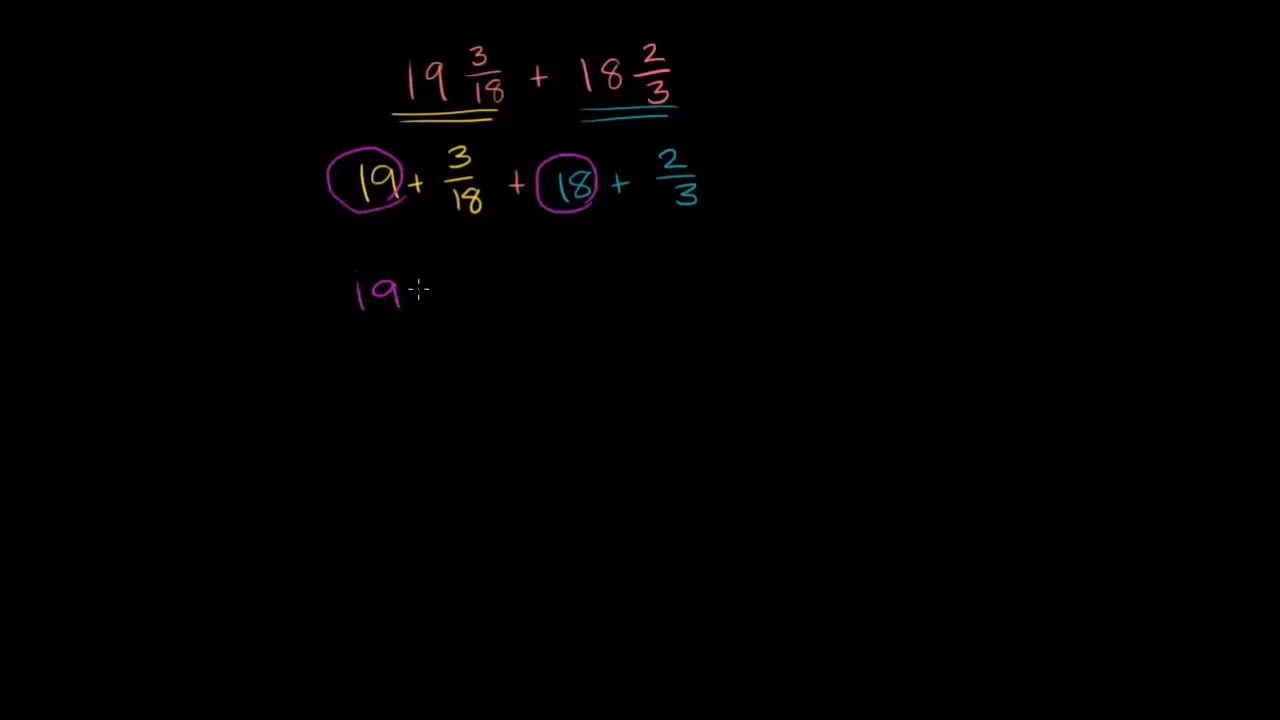 19 3/18 + 18 2/3
19 + 3/18 + 18 + 2/3
19